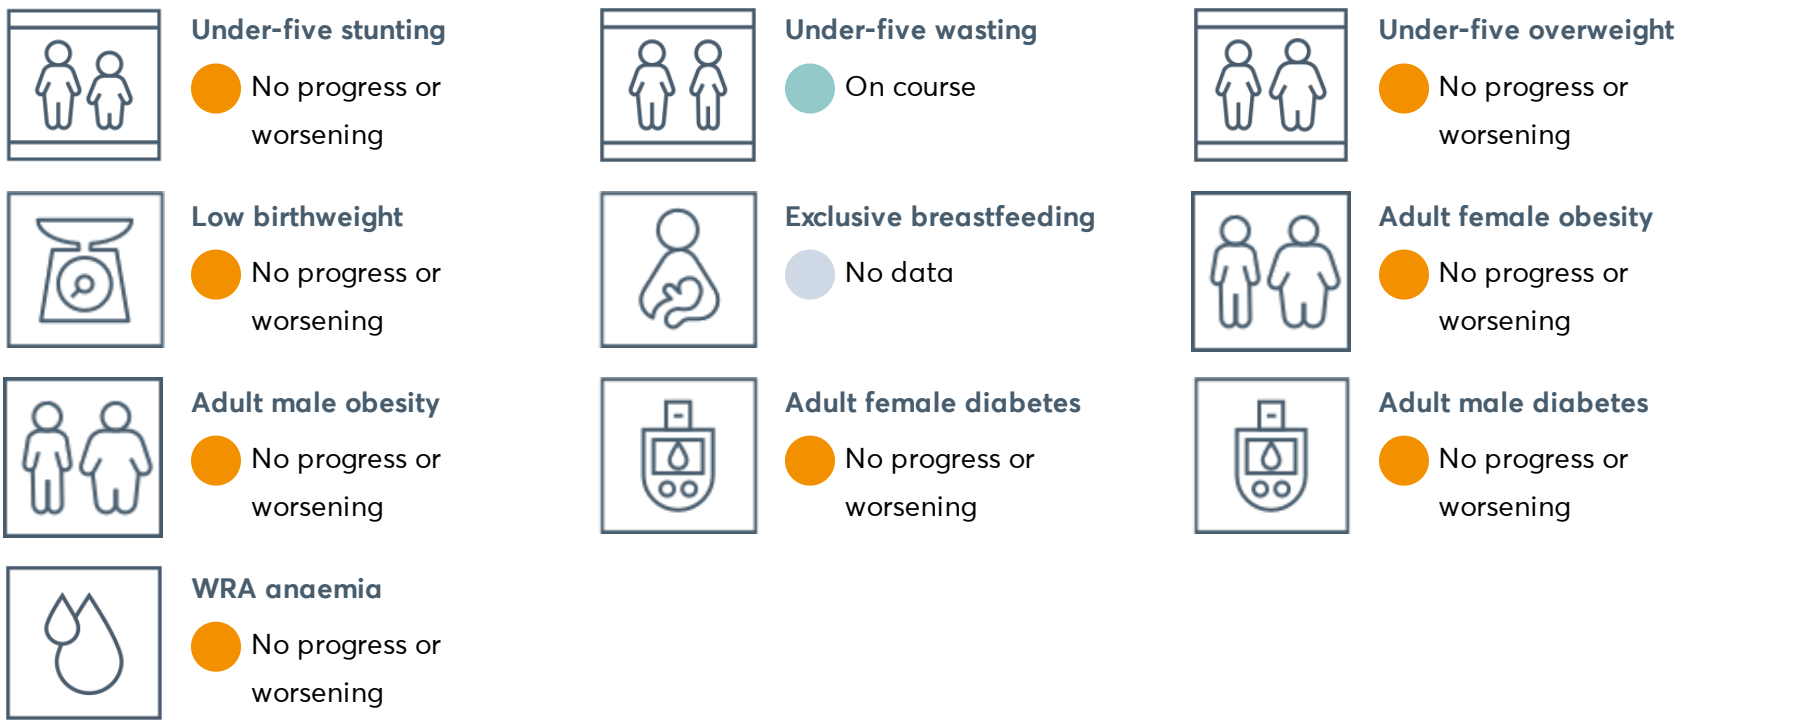 Under-five stunting
No progress or
worsening
Under-five wasting
On course
Under-five overweight
No progress or
worsening
Low birthweight
No progress or
worsening
Exclusive breastfeeding
No data
Adult female obesity
No progress or
worsening
Adult male obesity
No progress or
worsening
Adult female diabetes
No progress or
worsening
Adult male diabetes
No progress or
worsening
WRA anaemia
No progress or
worsening